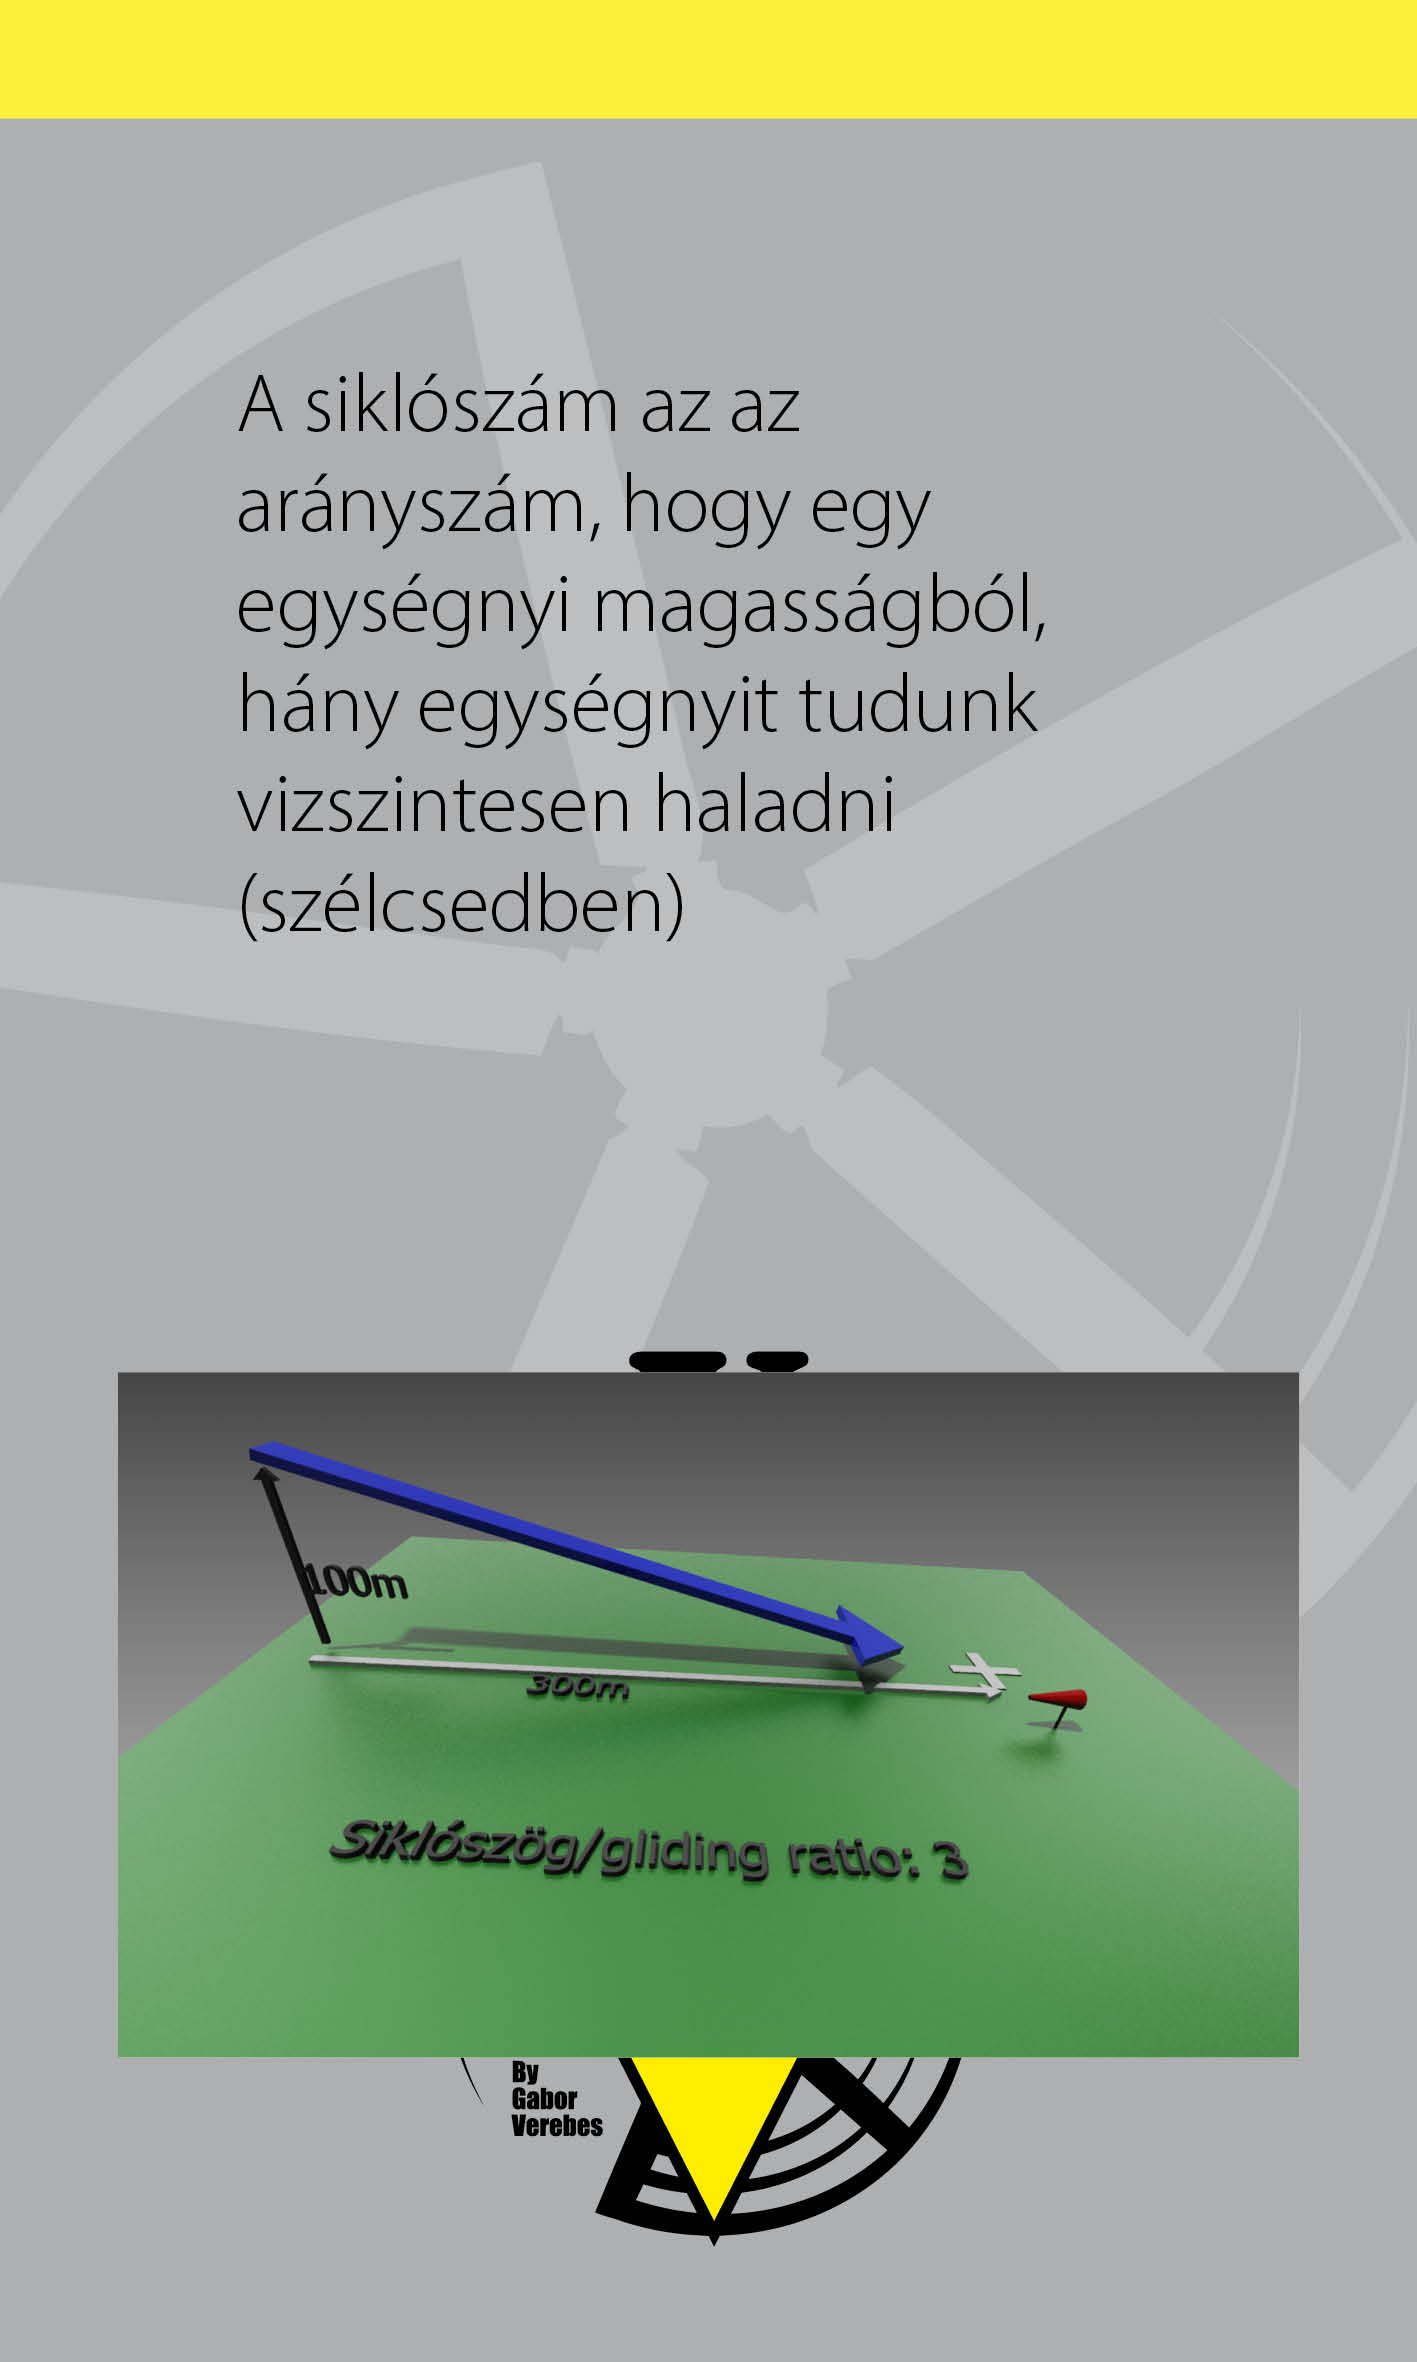 A siklószám az az
arányszám, hogy egy
egységnyi magasságból,
hány egységnyit tudunk
vizszintesen haladni
(szélcsedben)
100m
300m
Siklószög/gliding ratio: 3
By
Gabor
Verebes